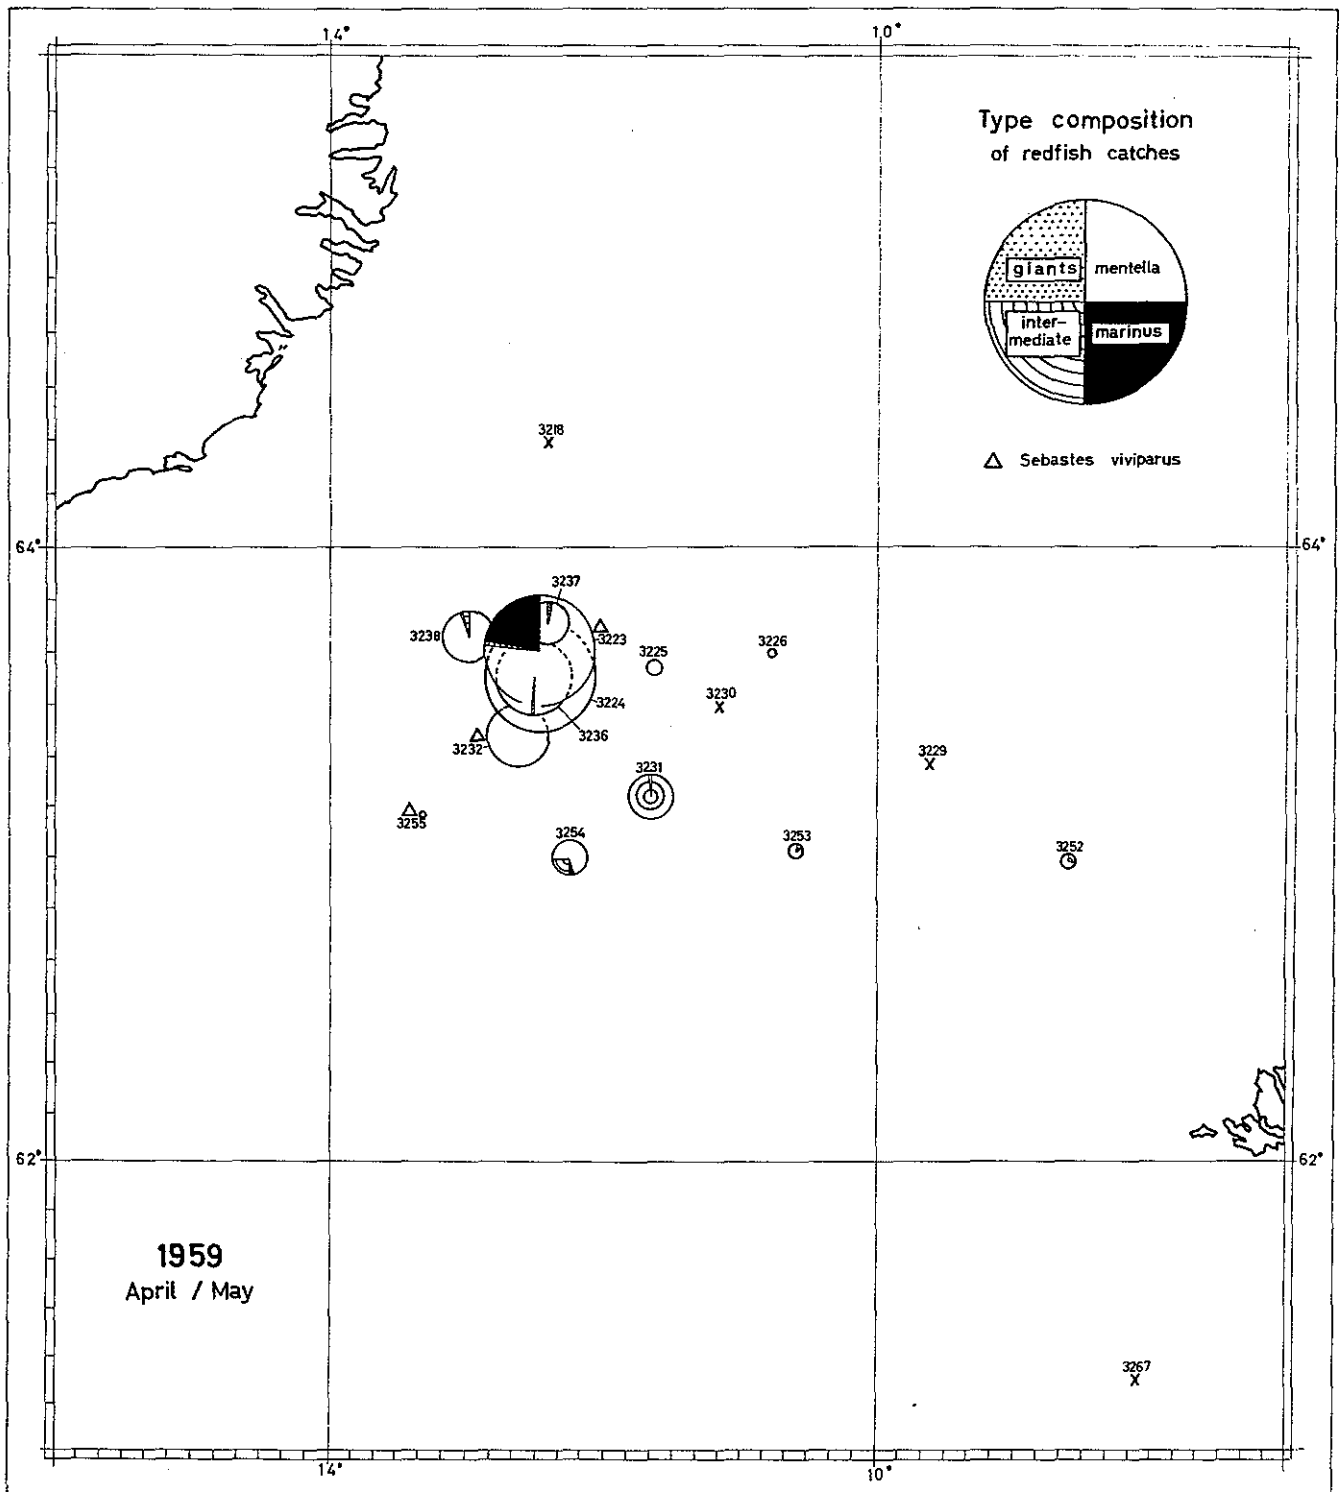 14° 10°
Type composition
of redfish catches
giants mentella
inter-
mediate
marinus
△ Sebastes viviparus
3218
x
64° 64°
3237
3238
3223
3225
3226
3230
x
3224
3236
3232
3229
x
3231
3255
3254
3253
3252
62° 62°
1959
April / May
3267
x
14° 10°